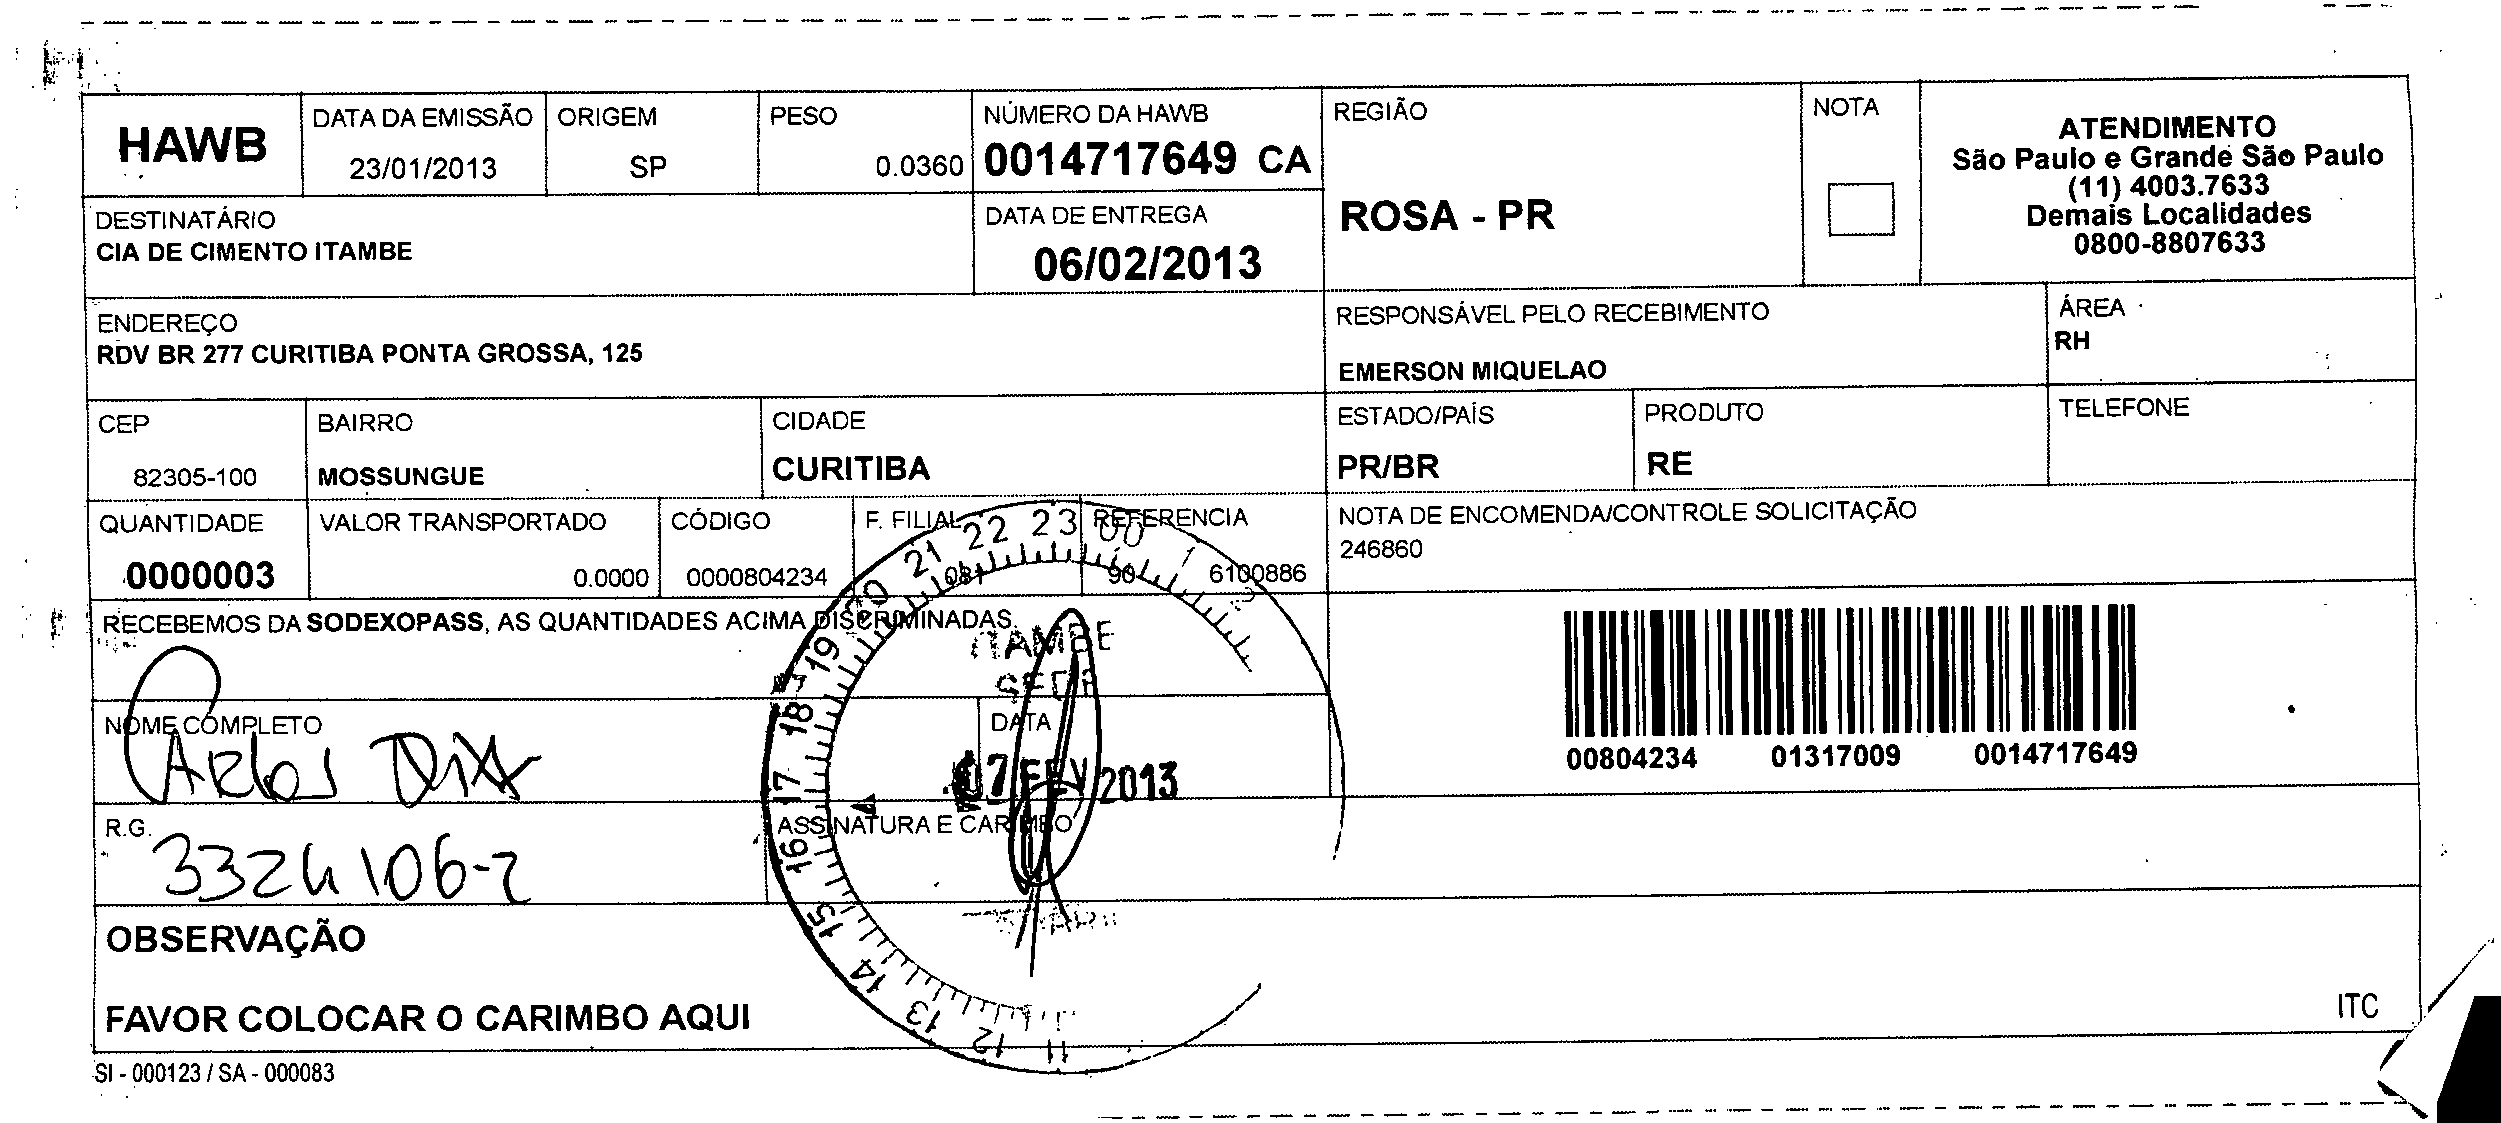 HAWB
DATA DA EMISSÃO
23/01/2013
ORIGEM
SP
PESO
0.0360
NÚMERO DA HAWB
0014717649 CA
REGIÃO
ROSA - PR
NOTA
ATENDIMENTO
São Paulo e Grande São Paulo
(11) 4003.7633
Demais Localidades
0800-8807633
DESTINATÁRIO
CIA DE CIMENTO ITAMBE
DATA DE ENTREGA
06/02/2013
ENDEREÇO
RDV BR 277 CURITIBA PONTA GROSSA, 125
RESPONSÁVEL PELO RECEBIMENTO
EMERSON MIQUELAO
ÁREA
RH
CEP
82305-100
BAIRRO
MOSSUNGUE
CIDADE
CURITIBA
ESTADO/PAÍS
PR/BR
PRODUTO
RE
TELEFONE
QUANTIDADE
0000003
VALOR TRANSPORTADO
0.0000
CÓDIGO
0000804234
F. FILIAL
081
REFERENCIA
90 6100886
NOTA DE ENCOMENDA/CONTROLE SOLICITAÇÃO
246860
RECEBEMOS DA SODEXOPASS, AS QUANTIDADES ACIMA DISCRIMINADAS.
NOME COMPLETO
Carlos
DATA
07 FEV 2013
R.G.
3324106-2
ASSINATURA E CARIMBO
11 12 13 14 15 16 17 18 19 20 21 22 23 00 1 2
ITAMBE
SEDE
00804234 01317009 0014717649
OBSERVAÇÃO
FAVOR COLOCAR O CARIMBO AQUI
ITC
SI - 000123 / SA - 000083